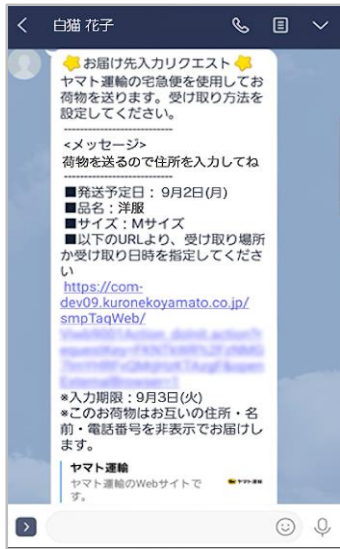 白猫 花子
お届け先入力リクエスト
ヤマト運輸の宅急便を使用してお
荷物を送ります。受け取り方法を
設定してください。
------------------------
<メッセージ>
荷物を送るので住所を入力してね
------------------------
■発送予定日： 9月2日(月)
■品名：洋服
■サイズ：Mサイズ
■以下のURLより、受け取り場所
か受け取り日時を指定してくださ
い
https://com-
dev09.kuronekoyamato.co.jp/
smpTaqWeb/
※入力期限：9月3日(火)
※このお荷物はお互いの住所・名
前・電話番号を非表示でお届けし
ます。
ヤマト運輸
ヤマト運輸のWebサイトで
す。
ヤマト運輸